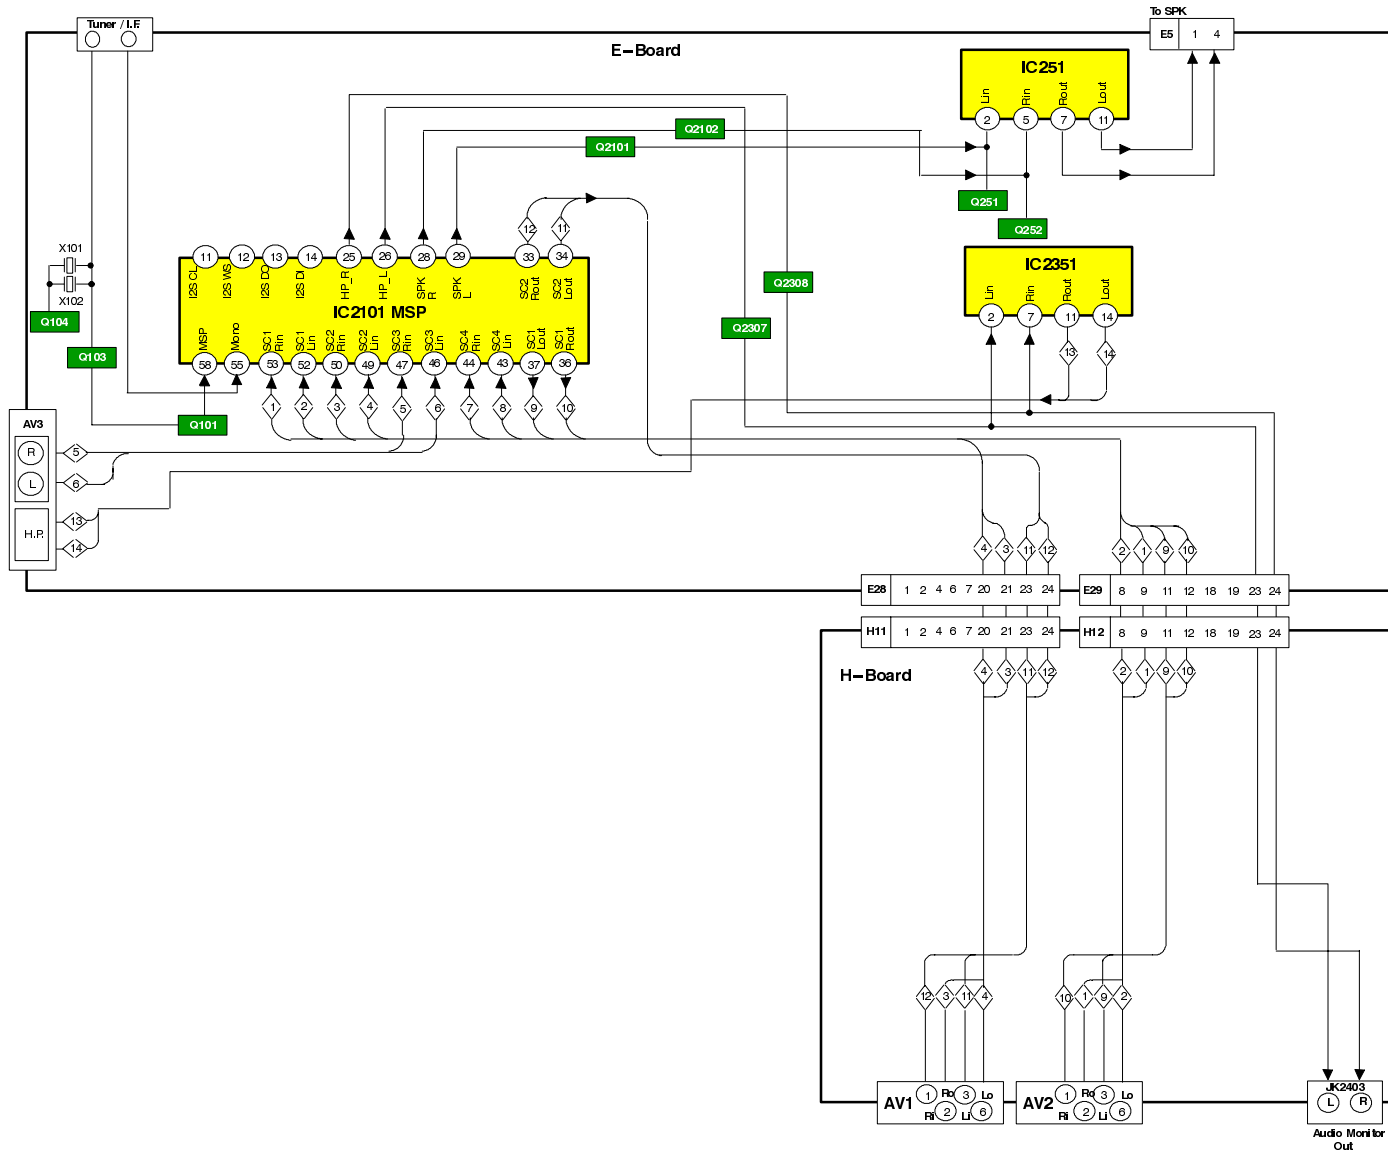 To SPK
Tuner / I.F.
E5 1 4
E-Board
IC251
Lin Rin Rout Lout
2 5 7 11
Q2102
Q2101
Q251
Q252
12 11
X101
X102
11 12 13 14 25 26 28 29 33 34
I2S CL I2S WS I2S DO I2S DI HP_R HP_L SPK R SPK L SC2 Rout SC2 Lout
IC2101 MSP
MSP Mono SC1 Rin SC1 Lin SC2 Rin SC2 Lin SC3 Rin SC3 Lin SC4 Rin SC4 Lin SC1 Lout SC1 Rout
58 55 53 52 50 49 47 46 44 43 37 36
IC2351
Lin Rin Rout Lout
2 7 11 14
13 14
Q2308
Q2307
Q104
Q103
Q101
1 2 3 4 5 6 7 8 9 10
AV3
R 5
L 6
H.P. 13
14
4 3 11 12 2 1 9 10
E28 1 2 4 6 7 20 21 23 24
E29 8 9 11 12 18 19 23 24
H11 1 2 4 6 7 20 21 23 24
H12 8 9 11 12 18 19 23 24
H-Board
4 3 11 12 2 1 9 10
12 3 11 4 10 1 9 2
AV1 1 Ro 3 Lo
Ri 2 Li 6
AV2 1 Ro 3 Lo
Ri 2 Li 6
JK2403
L R
Audio Monitor
Out